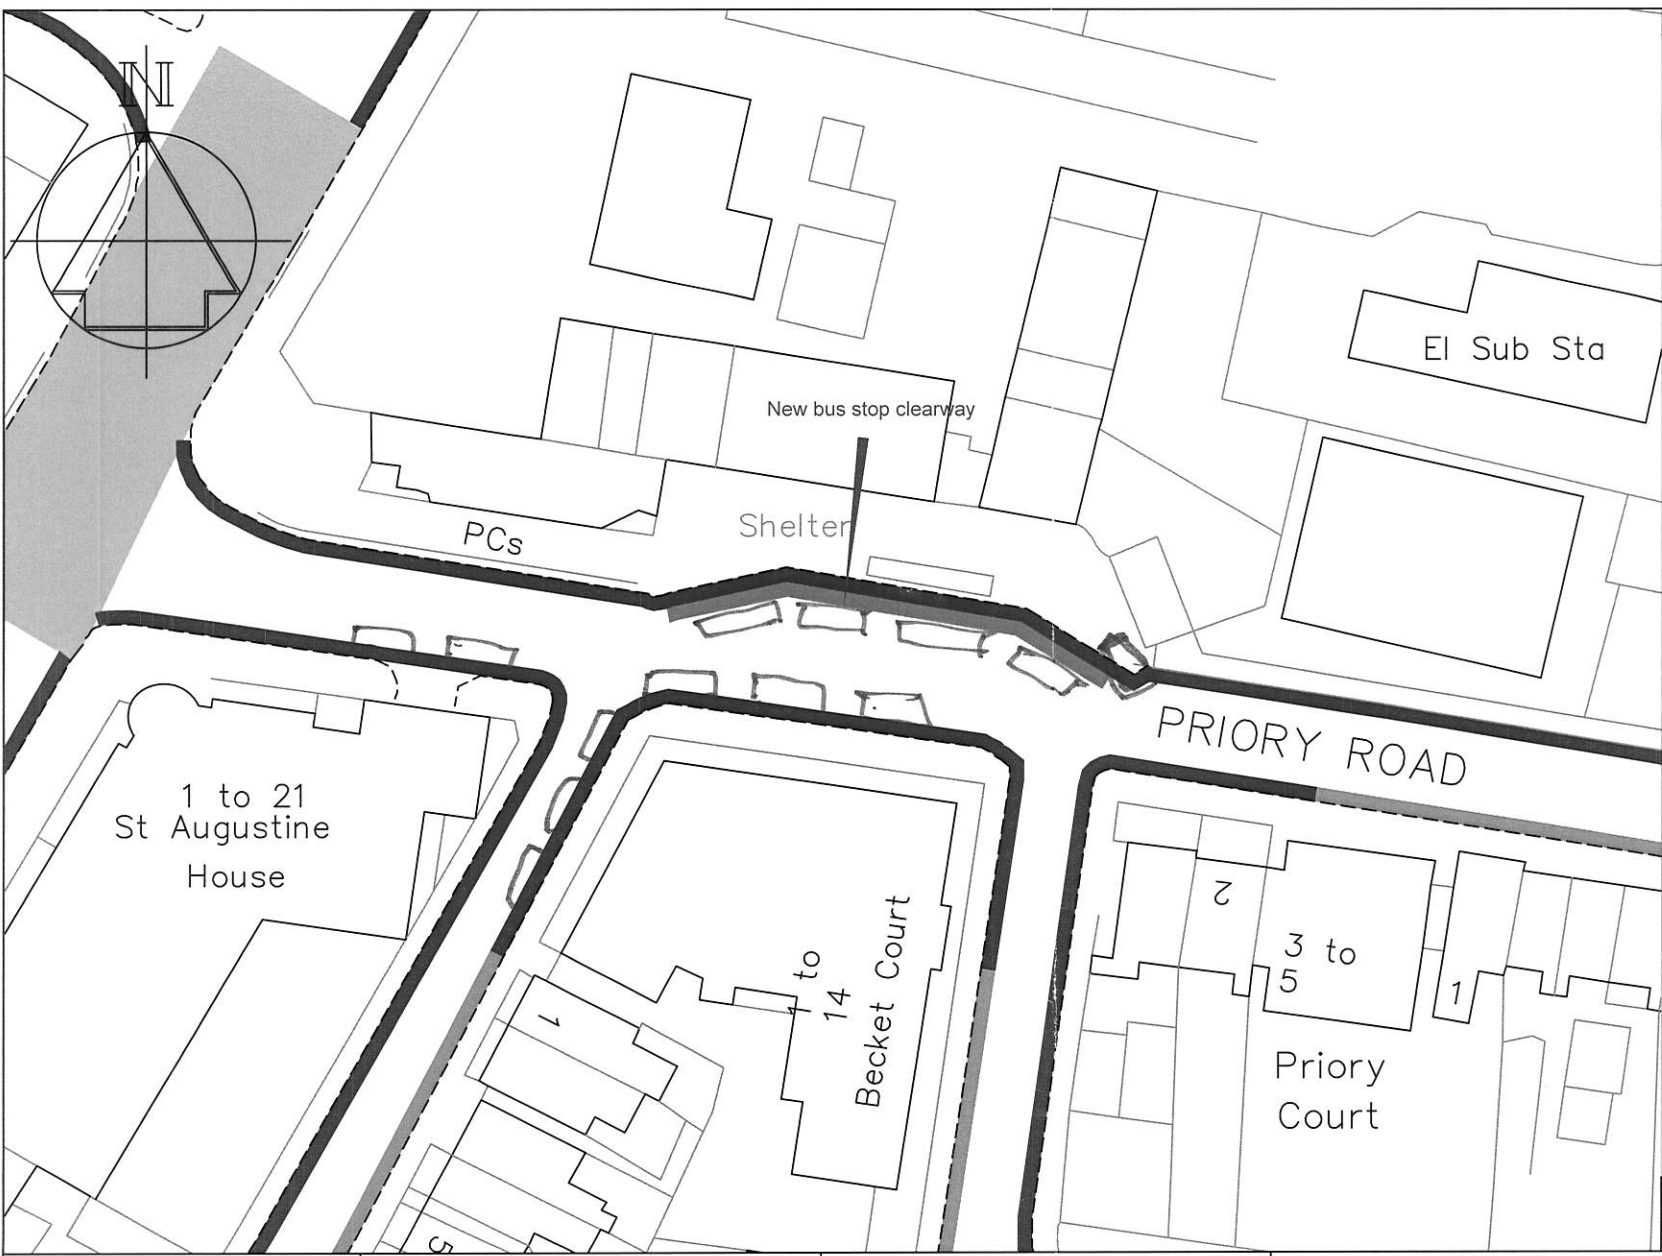 N
El Sub Sta
New bus stop clearway
Shelter
PCs
PRIORY ROAD
1 to 21
St Augustine
House
2
3 to
5
1
1 to
14
Becket Court
1
Priory
Court
5